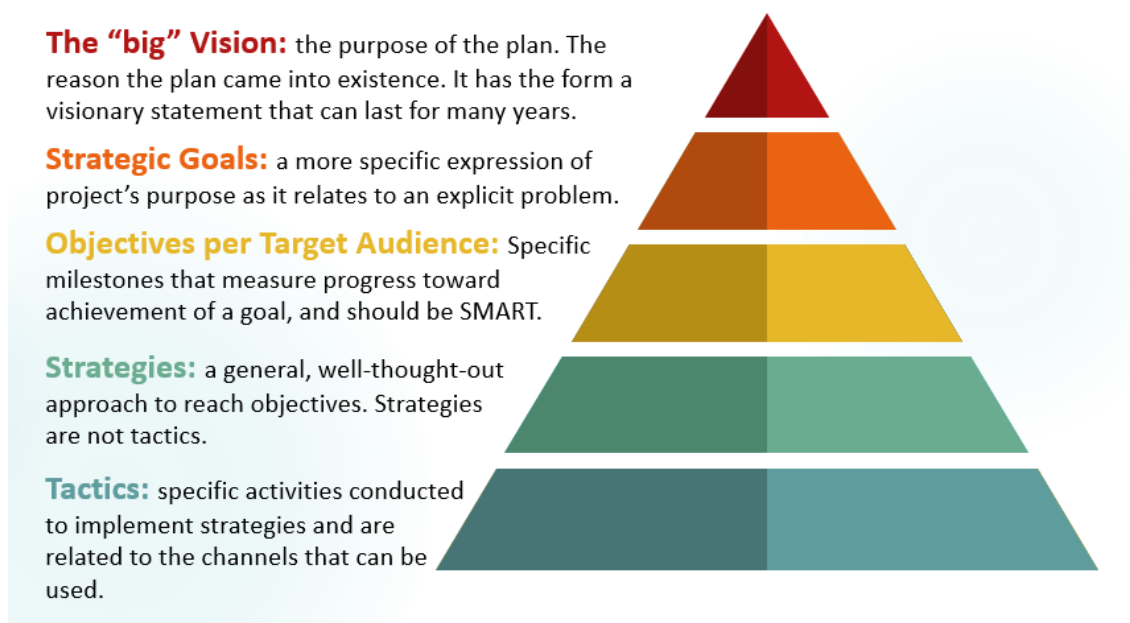 The “big” Vision: the purpose of the plan. The
reason the plan came into existence. It has the form a
visionary statement that can last for many years.
Strategic Goals: a more specific expression of
project’s purpose as it relates to an explicit problem.
Objectives per Target Audience: Specific
milestones that measure progress toward
achievement of a goal, and should be SMART.
Strategies: a general, well-thought-out
approach to reach objectives. Strategies
are not tactics.
Tactics: specific activities conducted
to implement strategies and are
related to the channels that can be
used.